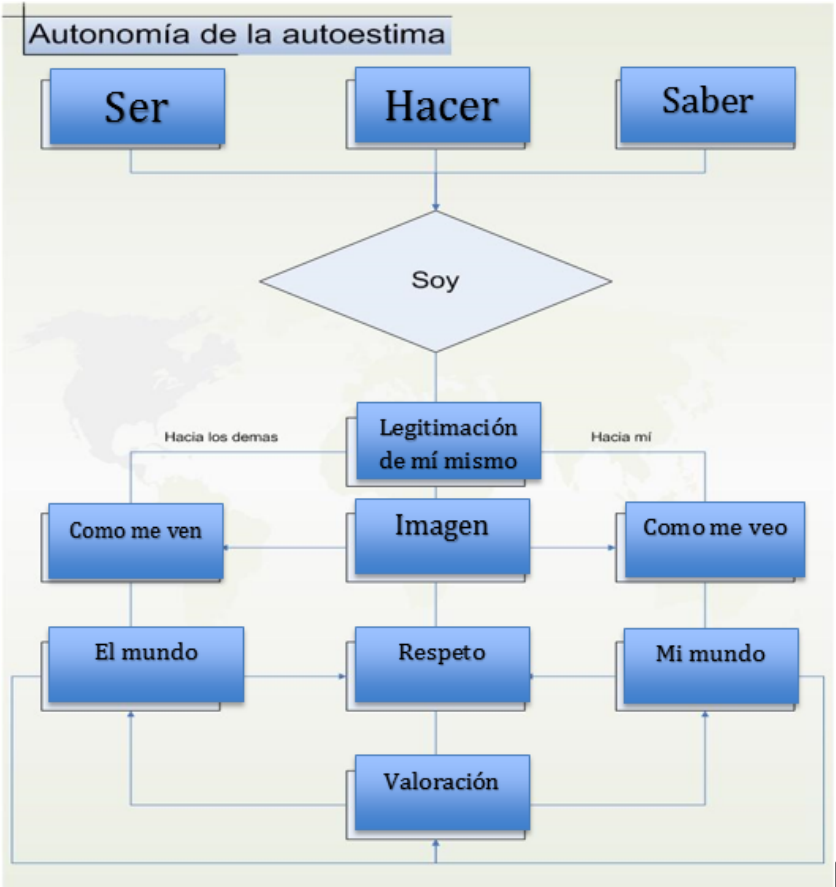 Autonomía de la autoestima
Ser
Hacer
Saber
Soy
Legitimación
de mí mismo
Hacia los demas
Hacia mí
Como me ven
Imagen
Como me veo
El mundo
Respeto
Mi mundo
Valoración